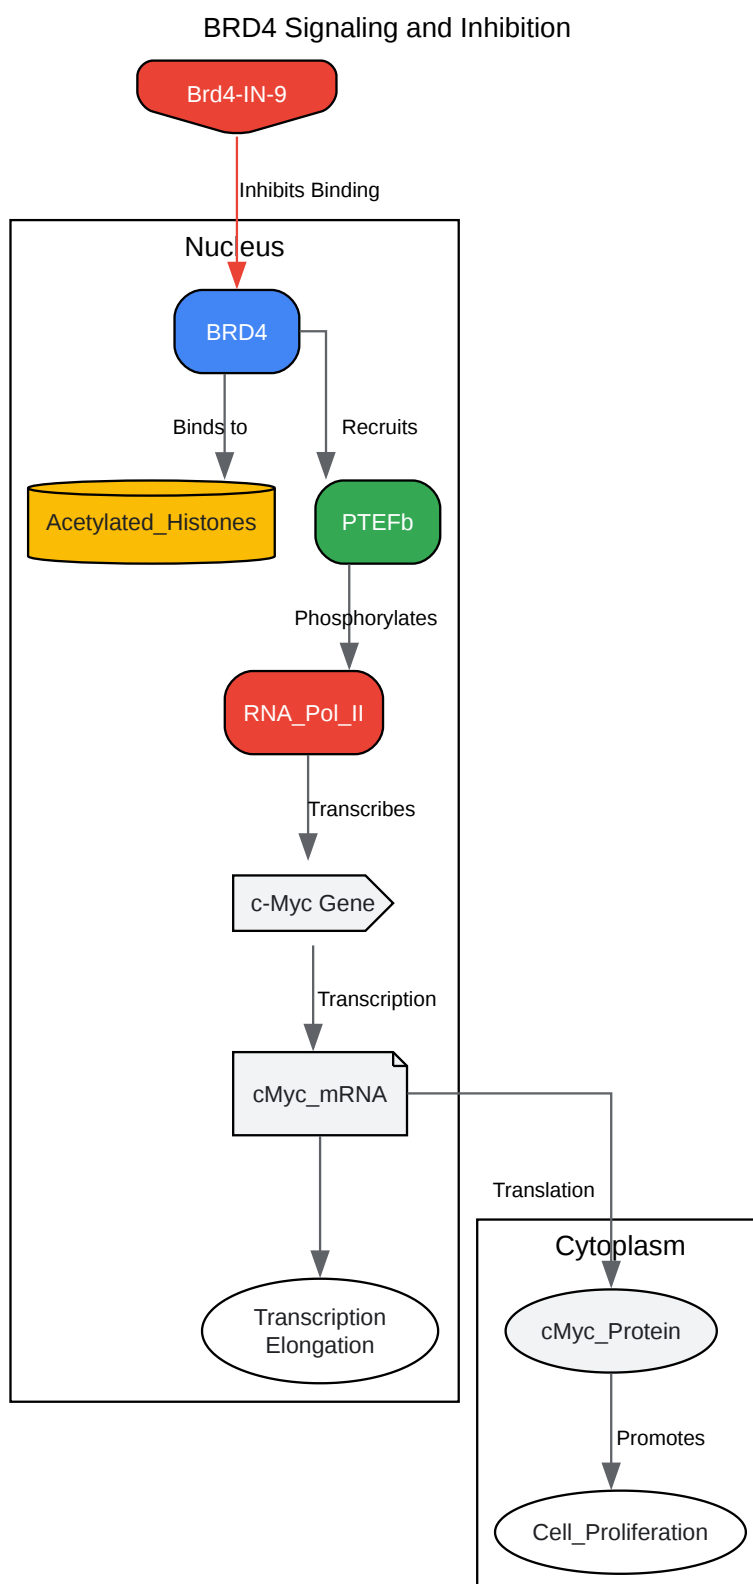 BRD4 Signaling and Inhibition
Brd4-IN-9
Inhibits Binding
Nucleus
BRD4
Binds to
Recruits
Acetylated_Histones
PTEFb
Phosphorylates
RNA_Pol_II
Transcribes
c-Myc Gene
Transcription
cMyc_mRNA
Translation
Cytoplasm
Transcription
Elongation
cMyc_Protein
Promotes
Cell_Proliferation